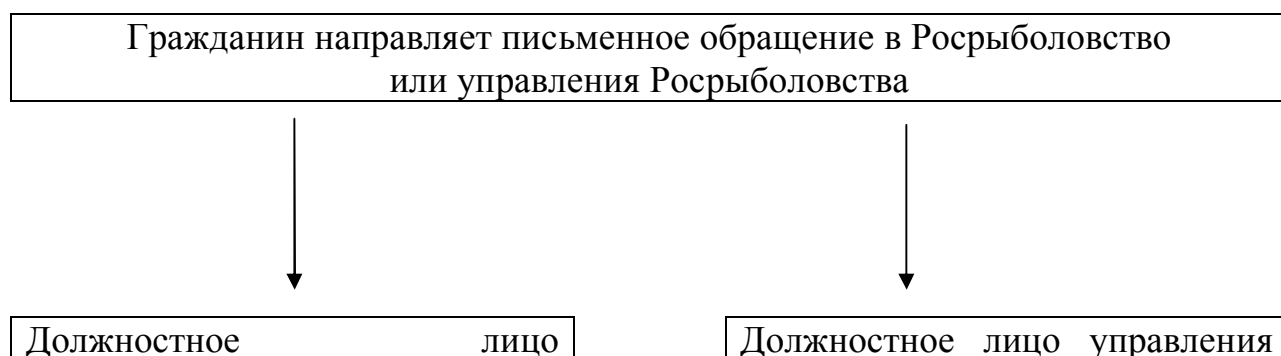 Гражданин направляет письменное обращение в Росрыболовство
или управления Росрыболовства
Должностное лицо
Должностное лицо управления